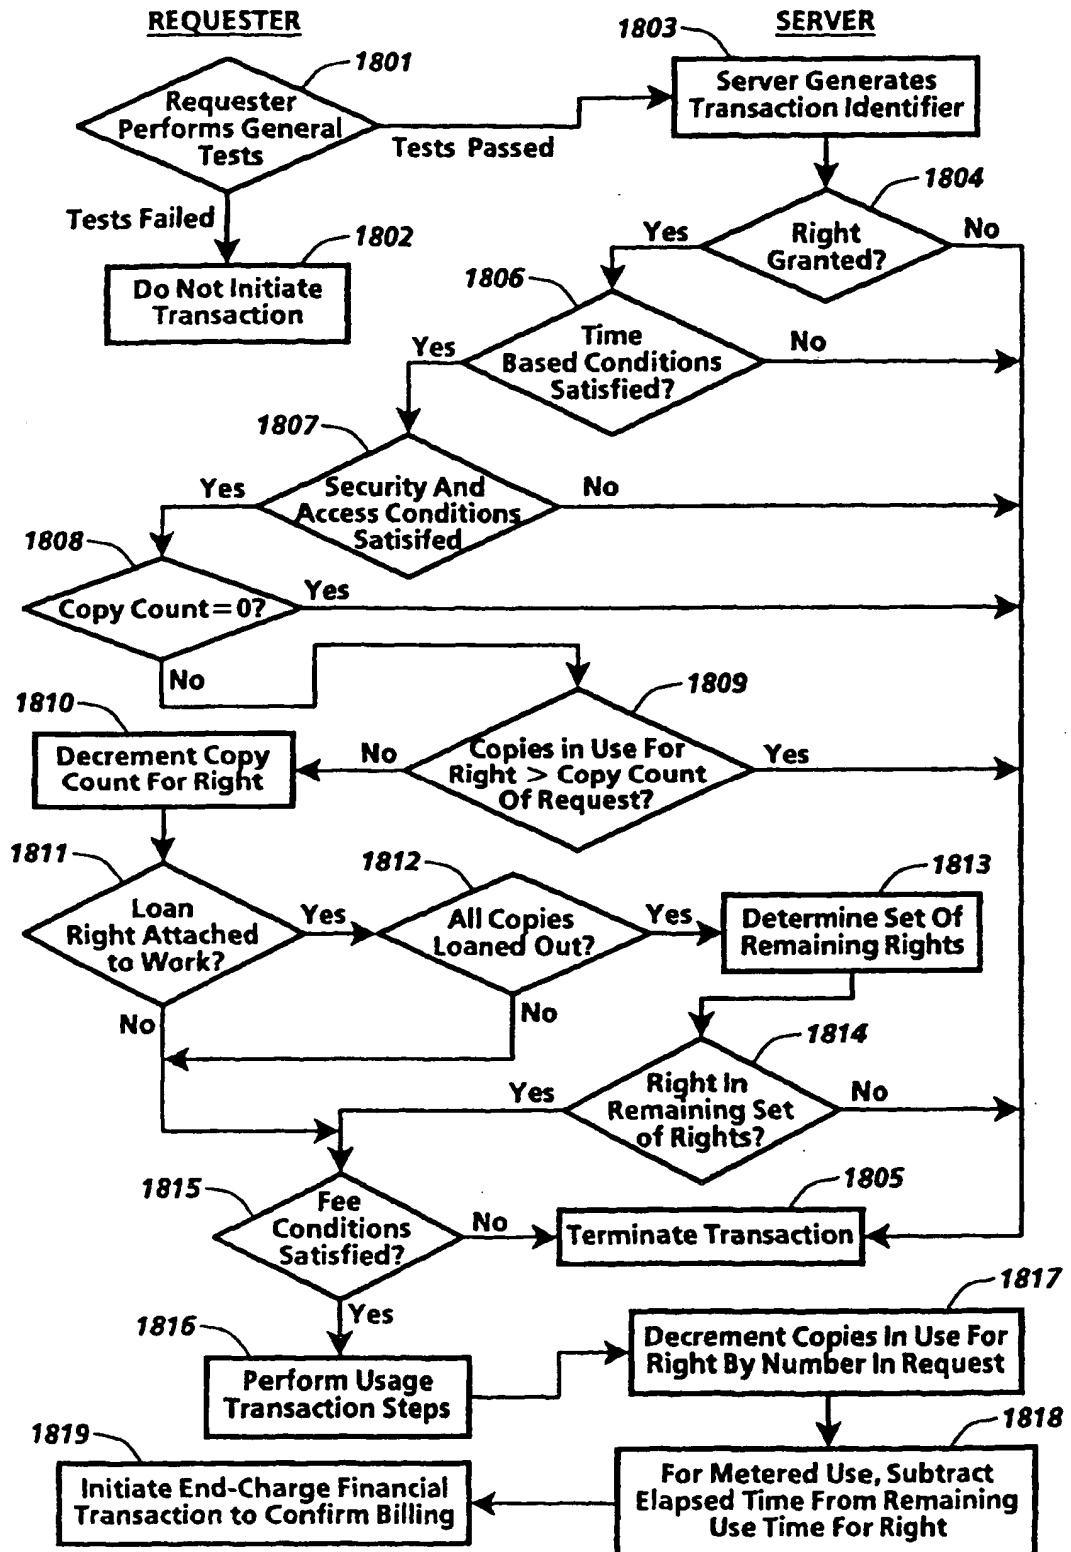 REQUESTER
SERVER
1801
1803
Requester
Performs General
Tests
Server Generates
Transaction Identifier
Tests Passed
Tests Failed
1804
1802
Right
Granted?
Yes
No
Do Not Initiate
Transaction
1806
Time
Based Conditions
Satisfied?
Yes
No
1807
Security And
Access Conditions
Satisifed
Yes
No
1808
Copy Count=0?
Yes
No
1809
1810
Decrement Copy
Count For Right
No
Copies in Use For
Right > Copy Count
Of Request?
Yes
1811
1812
1813
Loan
Right Attached
to Work?
Yes
All Copies
Loaned Out?
Yes
Determine Set Of
Remaining Rights
No
No
1814
Yes
Right In
Remaining Set
of Rights?
No
1815
1805
Fee
Conditions
Satisfied?
No
Terminate Transaction
Yes
1817
1816
Decrement Copies In Use For
Right By Number In Request
Perform Usage
Transaction Steps
1818
1819
Initiate End-Charge Financial
Transaction to Confirm Billing
For Metered Use, Subtract
Elapsed Time From Remaining
Use Time For Right